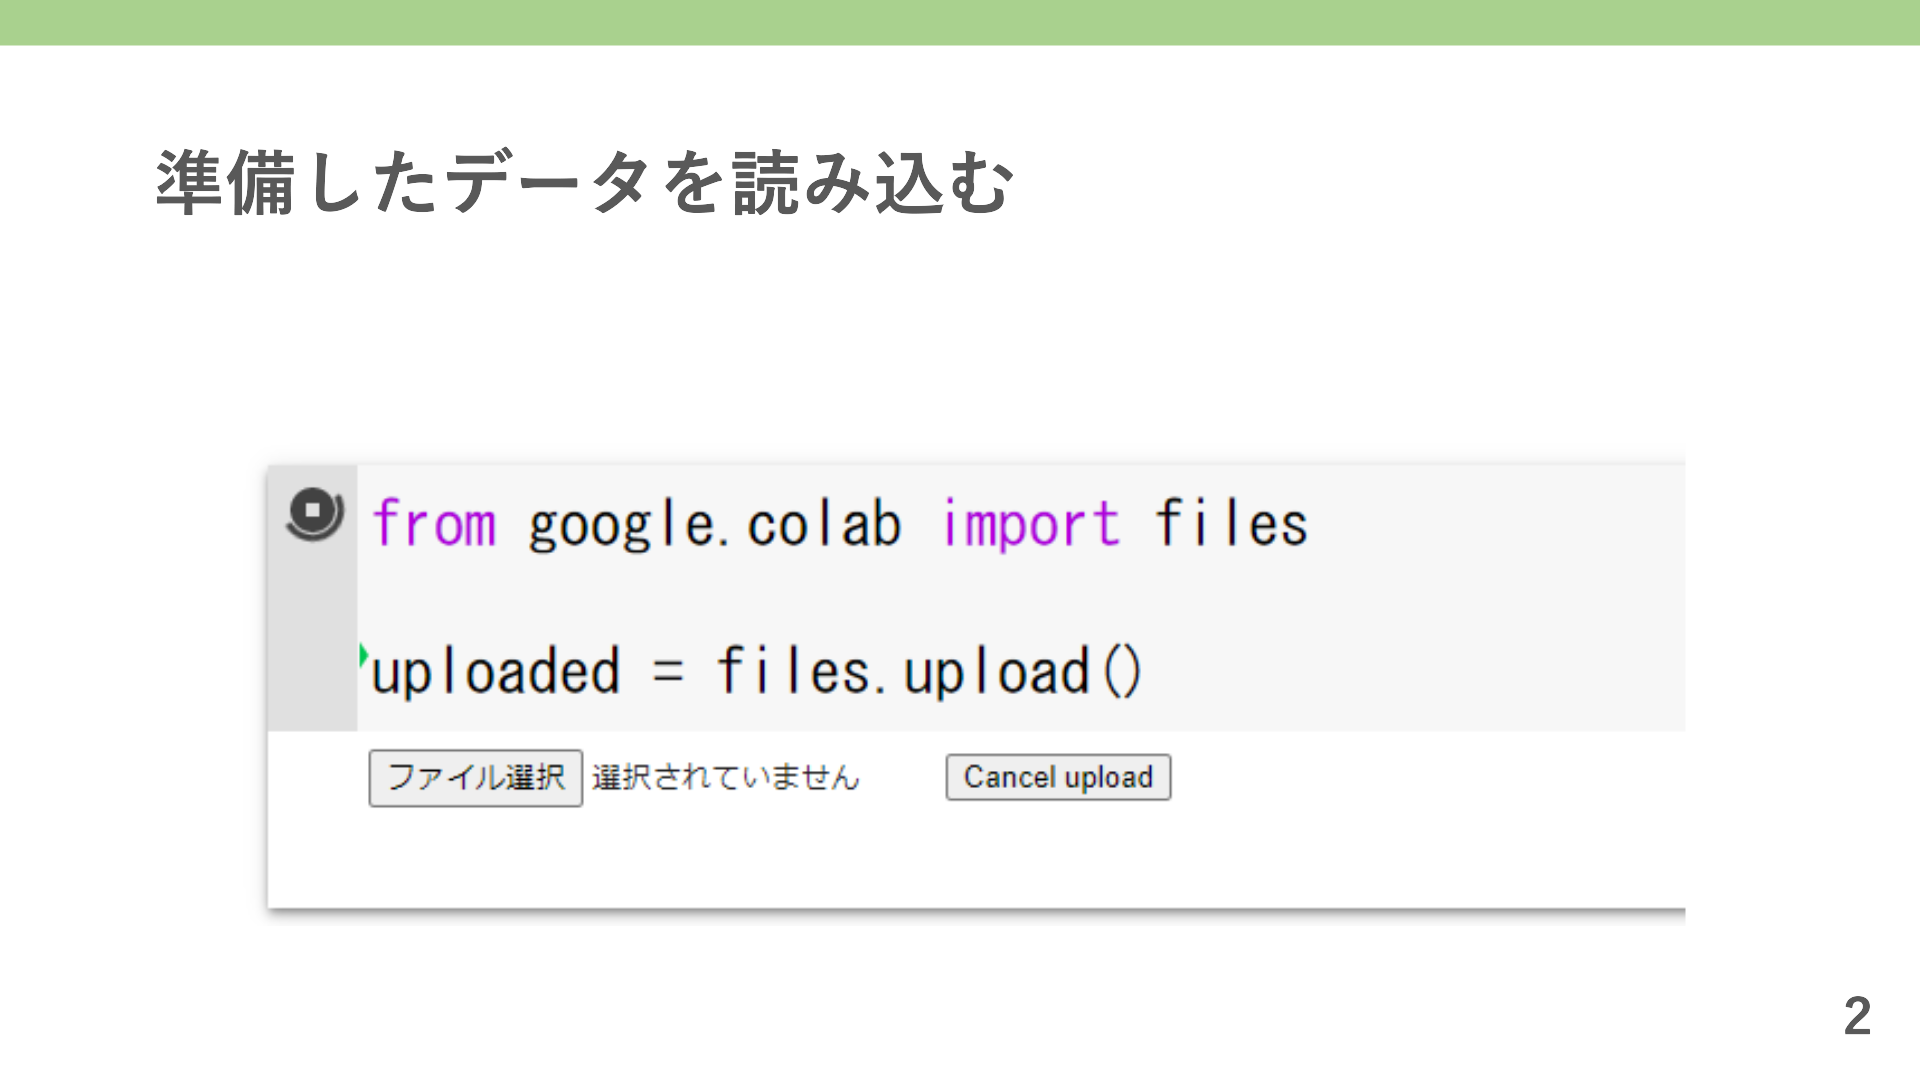 準備したデータを読み込む
from google.colab import files
uploaded = files.upload()
ファイル選択 選択されていません Cancel upload
2